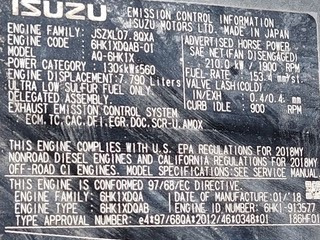 ISUZU
EMISSION CONTROL INFORMATION
ISUZU MOTORS LTD. MADE IN JAPAN
ENGINE FAMILY: JSZXL07.8QXA
ENGINE CODE : 6HK1XDQAB-01
AQ-6HK1X
POWER CATEGORY : 130≤kW≤560
ENGINE DISPLACEMENT: 7.790 Liters
ULTRA LOW SULFUR FUEL ONLY
EXHAUST EMISSION CONTROL SYSTEM
: ECM,TC,CAC,DFI,EGR,DOC,SCR-U,AMOX
ADVERTISED HORSE POWER
SAE NET (GROSS)
210.0 kW / 1900 RPM
FUEL RATE
: 153.4 mm³/st
VALVE LASH(COLD)
: IN EX
0.4/0.4 mm
CURB IDLE : 900 RPM
THIS ENGINE COMPLIES WITH U.S. EPA REGULATIONS FOR 2018MY
NONROAD DIESEL ENGINES AND CALIFORNIA REGULATIONS FOR 2018MY
OFF-ROAD CI ENGINES. MODEL SPECIFICATIONS:SEE SERVICE MANUAL
THIS ENGINE IS CONFORMED 97/68/EC DIRECTIVE.
ENGINE FAMILY : 6HK1XDQA DATE OF MANUFACTURE: 01/'18
ENGINE TYPE : 6HK1XDQAB ENGINE ID.NO. : 6HK1-913577
TYPE APPROVAL NUMBER: e4*97/68QA*2012/46*0348*01 186HF01